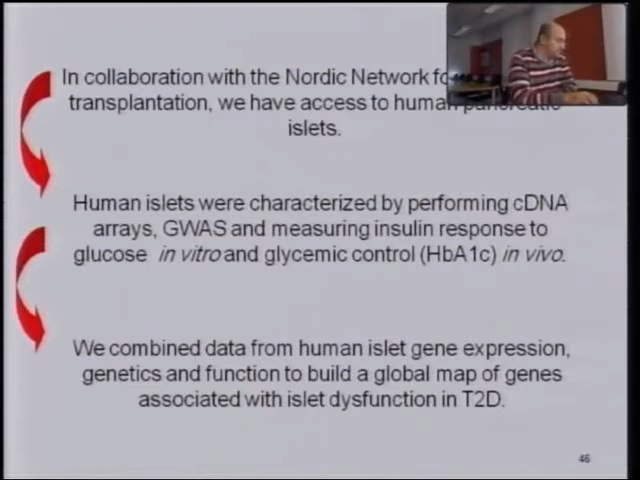 In collaboration with the Nordic Network
transplantation, we have access to human pancreatic
islets.
Human islets were characterized by performing cDNA
arrays, GWAS and measuring insulin response to
glucose in vitro and glycemic control (HbA1c) in vivo.
We combined data from human islet gene expression,
genetics and function to build a global map of genes
associated with islet dysfunction in T2D.
46